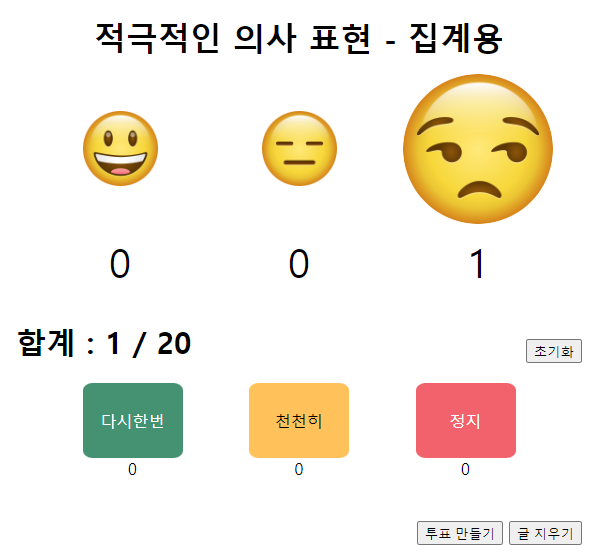 적극적인 의사 표현 - 집계용
0 0 1
합계 : 1 / 20
초기화
다시한번 천천히 정지
0 0 0
투표 만들기 글 지우기